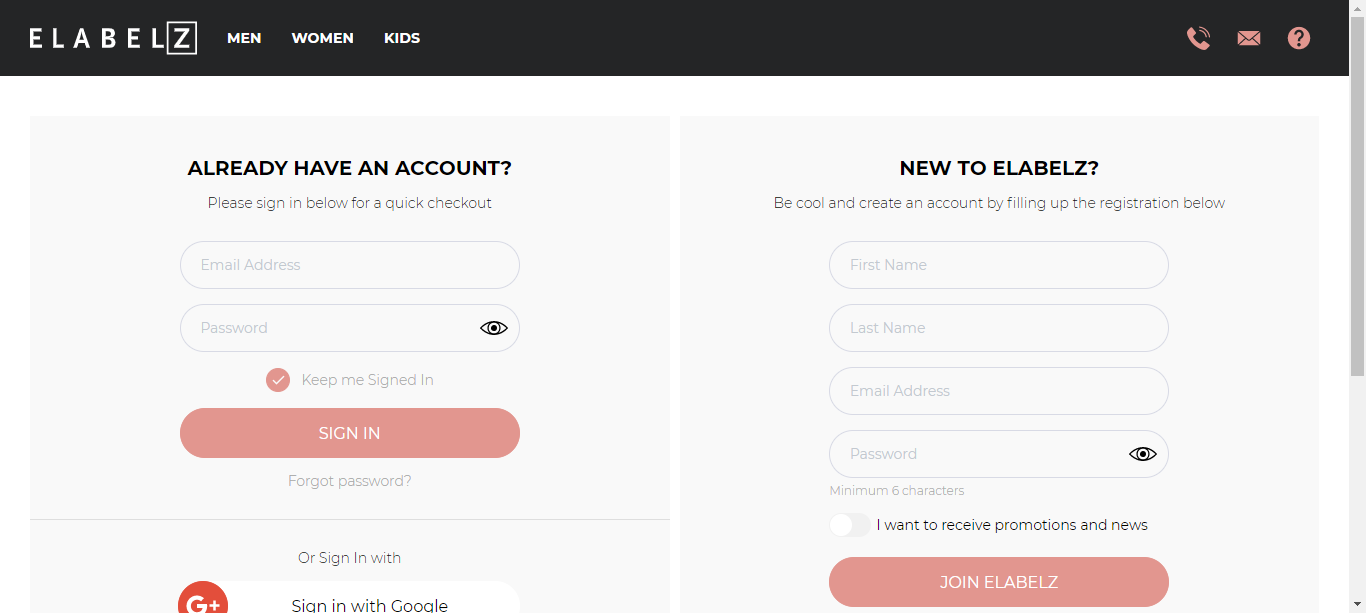 ELABELZ MEN WOMEN KIDS
ALREADY HAVE AN ACCOUNT?
Please sign in below for a quick checkout
Email Address
Password
Keep me Signed In
SIGN IN
Forgot password?
Or Sign In with
G+ Sign in with Google
NEW TO ELABELZ?
Be cool and create an account by filling up the registration below
First Name
Last Name
Email Address
Password
Minimum 6 characters
I want to receive promotions and news
JOIN ELABELZ